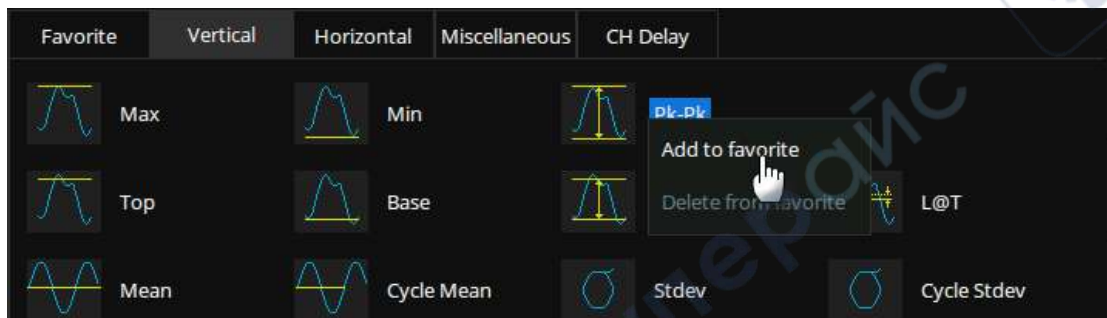 Favorite Vertical Horizontal Miscellaneous CH Delay
Max Min Pk-Pk
Add to favorite
Top Base Delete from favorite L@T
Mean Cycle Mean Stdev Cycle Stdev